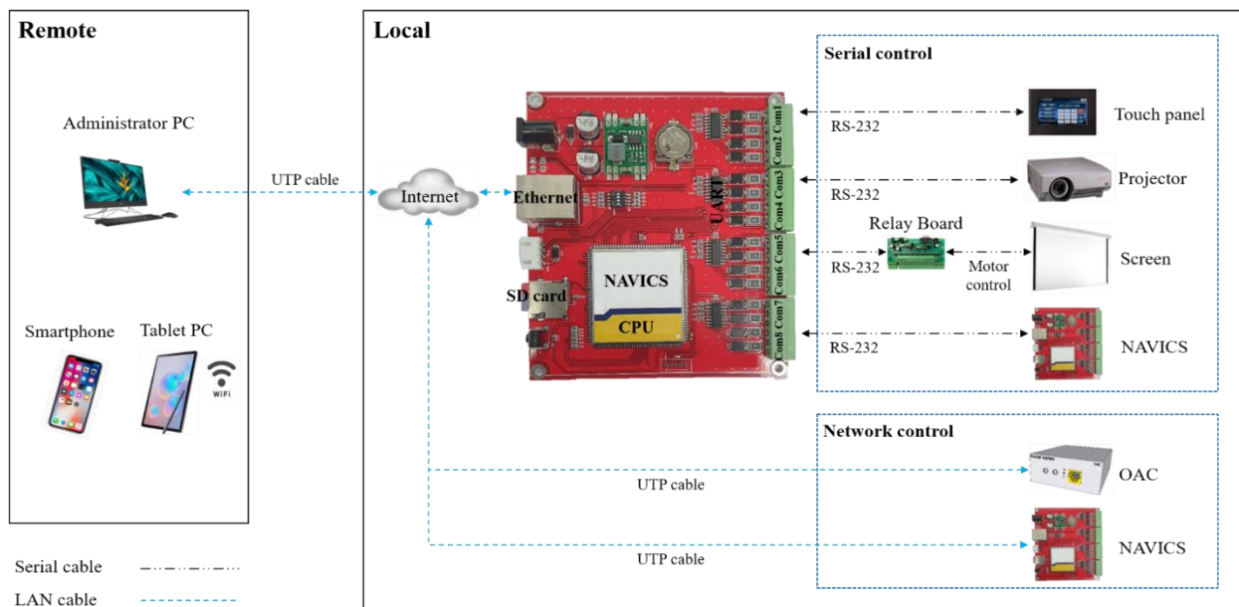 Remote
Administrator PC
UTP cable
Smartphone
Tablet PC
WiFi
Serial cable
LAN cable
Local
Internet
Ethernet
SD card
NAVICS
CPU
UART
Com1
Com2
Com3
Com4
Com5
Com6
Com7
Com8
Serial control
RS-232
Touch panel
RS-232
Projector
RS-232
Relay Board
Motor
control
Screen
RS-232
NAVICS
Network control
UTP cable
OAC
UTP cable
NAVICS